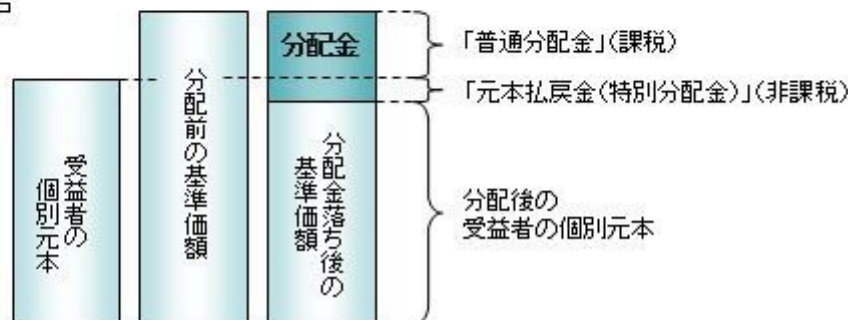 分配金
「普通分配金」(課税)
「元本払戻金(特別分配金)」(非課税)
受益者の
個別元本
分配前の基準価額
分配金落ち後の
基準価額
分配後の
受益者の個別元本